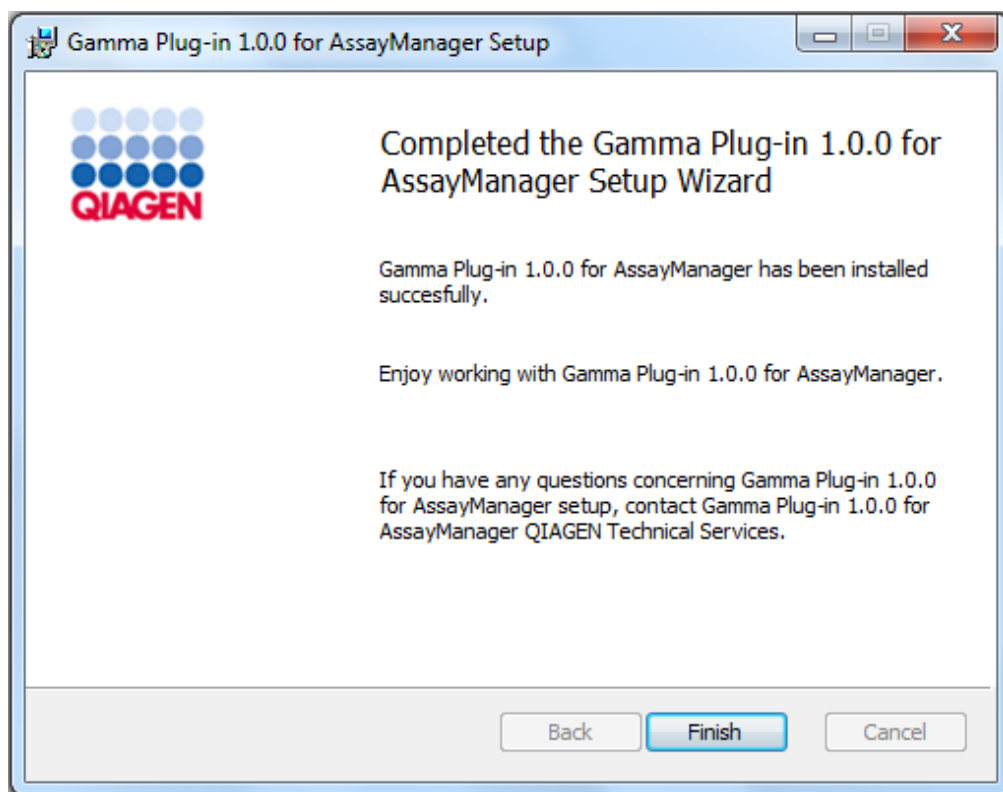 Gamma Plug-in 1.0.0 for AssayManager Setup
QIAGEN
Completed the Gamma Plug-in 1.0.0 for
AssayManager Setup Wizard
Gamma Plug-in 1.0.0 for AssayManager has been installed
succesfully.
Enjoy working with Gamma Plug-in 1.0.0 for AssayManager.
If you have any questions concerning Gamma Plug-in 1.0.0
for AssayManager setup, contact Gamma Plug-in 1.0.0 for
AssayManager QIAGEN Technical Services.
Back Finish Cancel